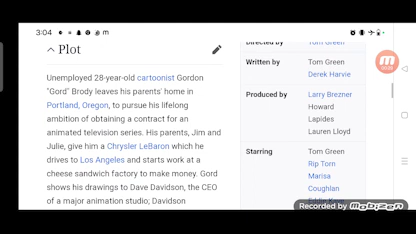 3:04
Plot
Unemployed 28-year-old cartoonist Gordon
"Gord" Brody leaves his parents' home in
Portland, Oregon, to pursue his lifelong
ambition of obtaining a contract for an
animated television series. His parents, Jim and
Julie, give him a Chrysler LeBaron which he
drives to Los Angeles and starts work at a
cheese sandwich factory to make money. Gord
shows his drawings to Dave Davidson, the CEO
of a major animation studio; Davidson
Directed by Tom Green
Written by Tom Green
Derek Harvie
Produced by Larry Brezner
Howard
Lapides
Lauren Lloyd
Starring Tom Green
Rip Torn
Marisa
Coughlan
Recorded by Mobizen